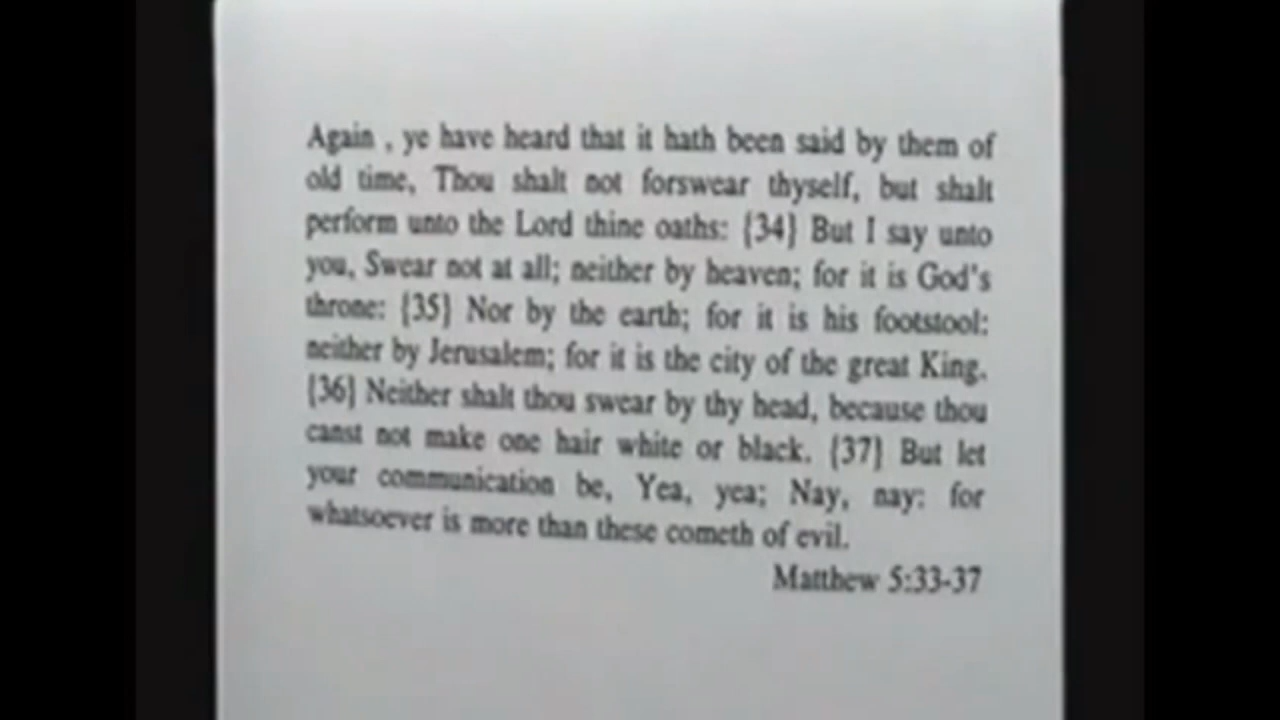 Again , ye have heard that it hath been said by them of
old time, Thou shalt not forswear thyself, but shalt
perform unto the Lord thine oaths: {34} But I say unto
you, Swear not at all; neither by heaven; for it is God's
throne: {35} Nor by the earth; for it is his footstool:
neither by Jerusalem; for it is the city of the great King.
{36} Neither shalt thou swear by thy head, because thou
canst not make one hair white or black. {37} But let
your communication be, Yea, yea; Nay, nay: for
whatsoever is more than these cometh of evil.
Matthew 5:33-37